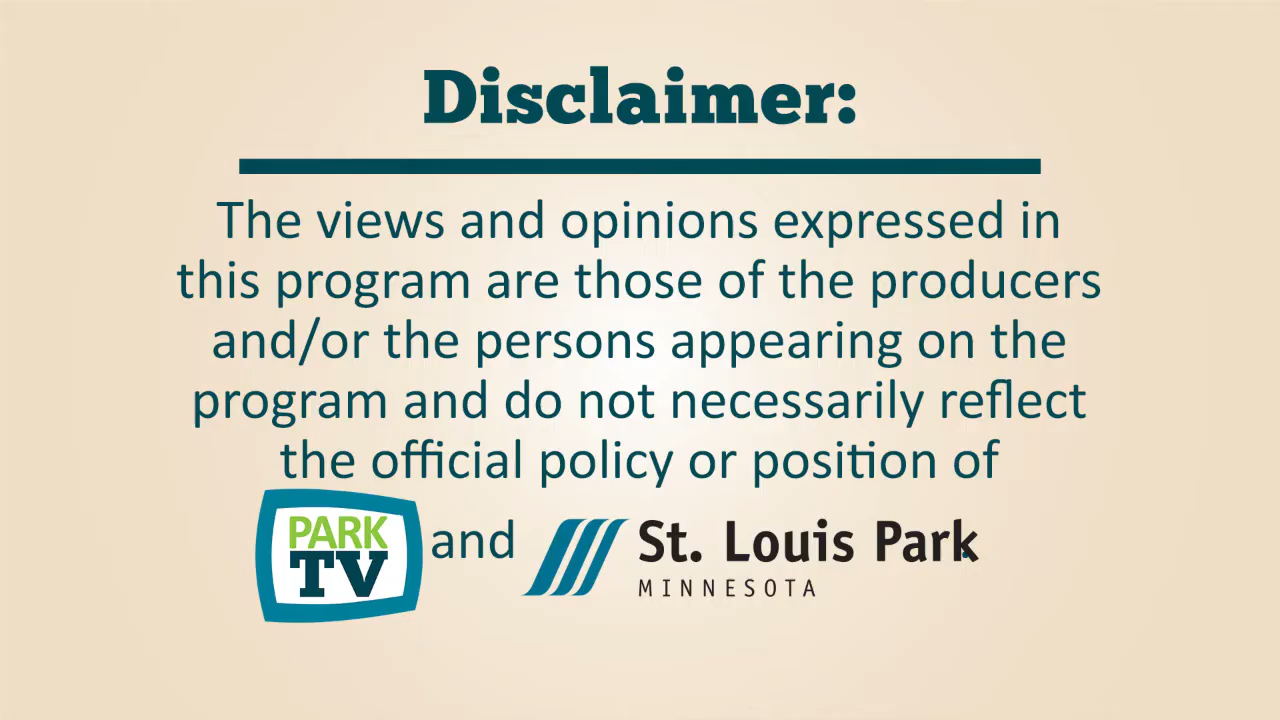 Disclaimer:
The views and opinions expressed in
this program are those of the producers
and/or the persons appearing on the
program and do not necessarily reflect
the official policy or position of
PARK
TV
and
St. Louis Park.
MINNESOTA